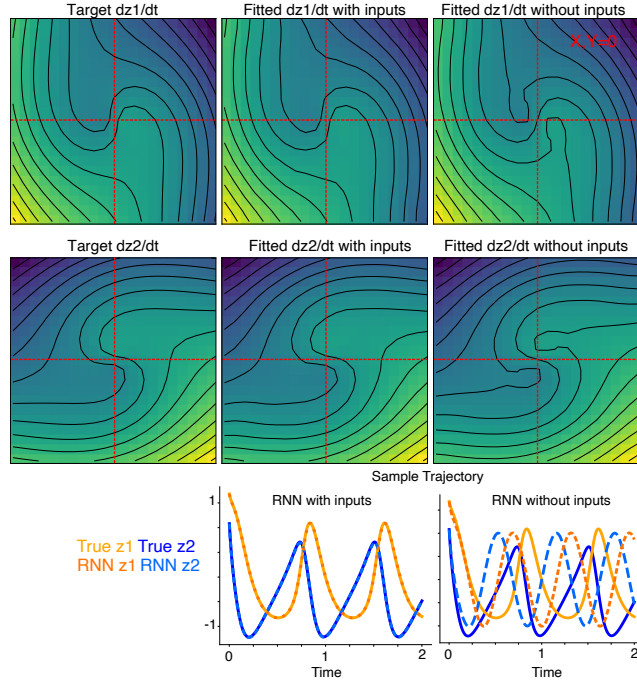 Target dz1/dt
Fitted dz1/dt with inputs
Fitted dz1/dt without inputs
X,Y=0
Target dz2/dt
Fitted dz2/dt with inputs
Fitted dz2/dt without inputs
Sample Trajectory
RNN with inputs
RNN without inputs
1
True z1 True z2
RNN z1 RNN z2
-1
0 1 2
0 1 2
Time
Time